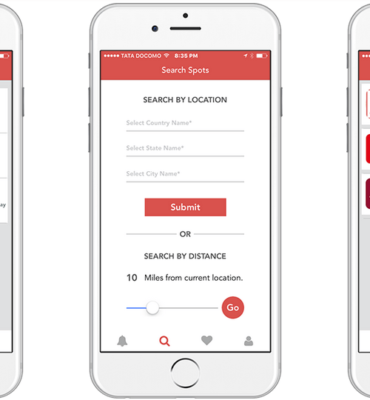 TATA DOCOMO 8:35 PM
Search Spots
SEARCH BY LOCATION
Select Country Name*
Select State Name*
Select City Name*
Submit
OR
SEARCH BY DISTANCE
10 Miles from current location.
Go